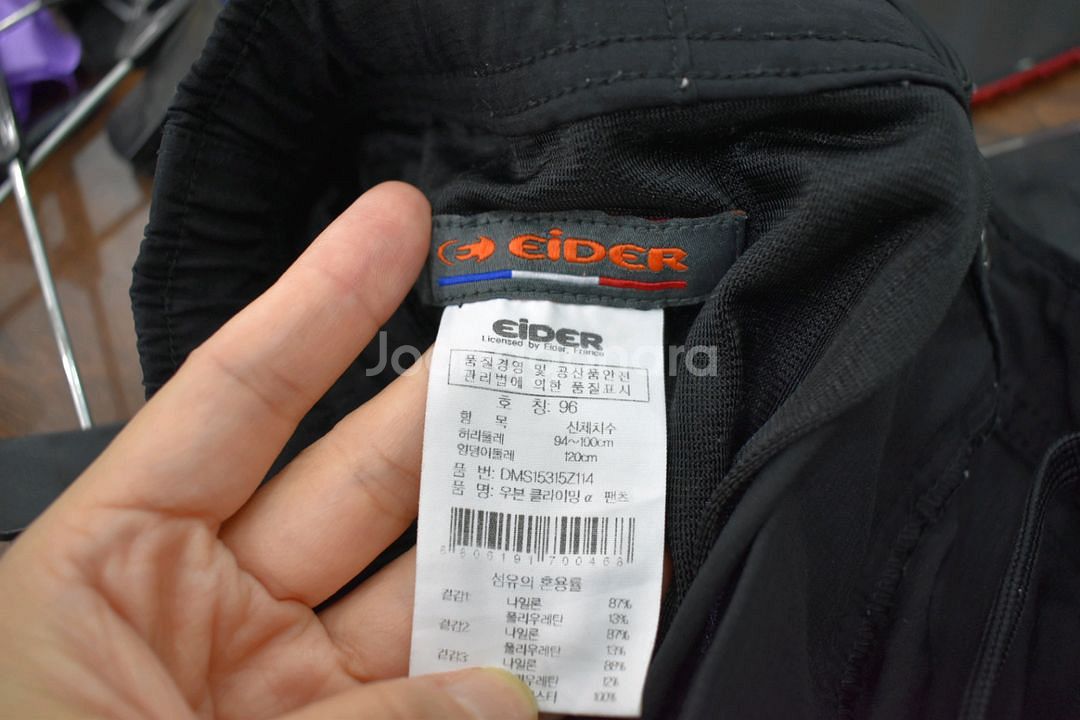 EiDER
EiDER
Licensed by Eider, France
품질경영 및 공산품안전
관리법에 의한 품질표시
호 칭: 96
항 목 신체치수
허리둘레 94~100cm
엉덩이둘레 120cm
품 번: DMS15315Z114
품 명: 우븐 클라이밍 α 팬츠
섬유의 혼용률
겉감1 나일론 87%
폴리우레탄 13%
겉감2 나일론 87%
폴리우레탄 13%
겉감3 나일론 88%
12%
100%